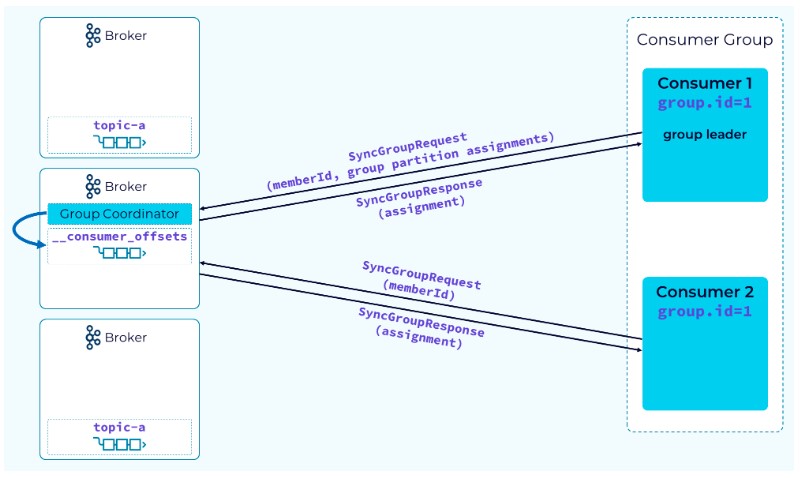 Broker
topic-a
Broker
Group Coordinator
__consumer_offsets
Broker
topic-a
SyncGroupRequest
(memberId, group partition assignments)
SyncGroupResponse
(assignment)
SyncGroupRequest
(memberId)
SyncGroupResponse
(assignment)
Consumer Group
Consumer 1
group.id=1
group leader
Consumer 2
group.id=1